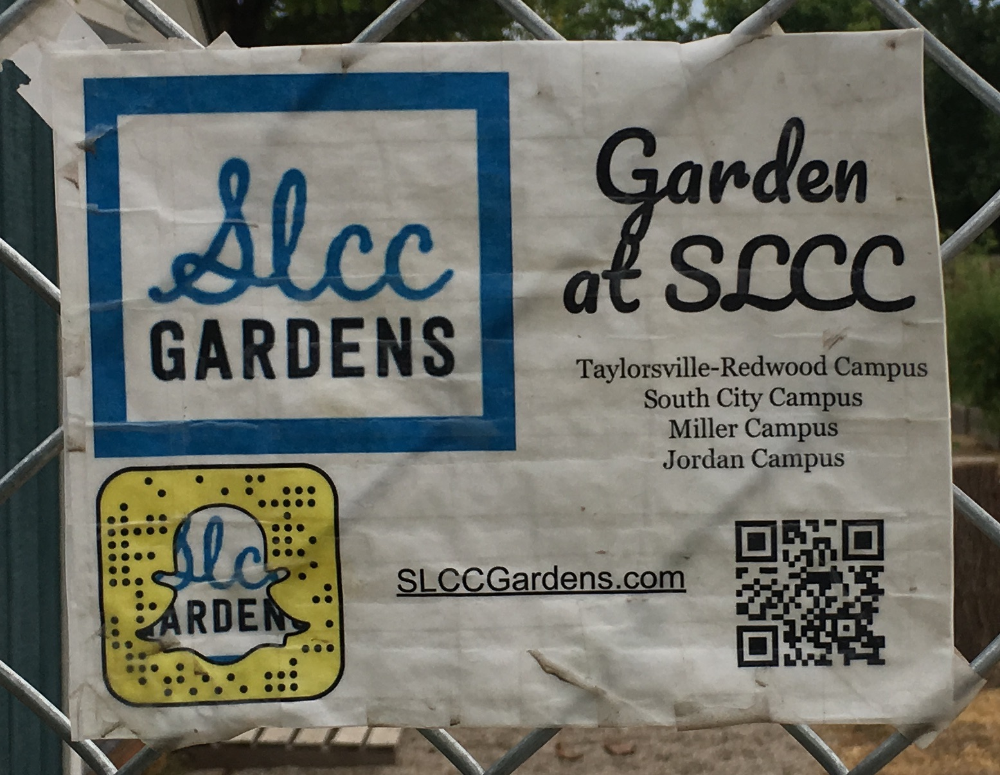 Slcc
GARDENS
Garden
at SLCC
Taylorsville-Redwood Campus
South City Campus
Miller Campus
Jordan Campus
Slc
ARDEN
SLCCGardens.com